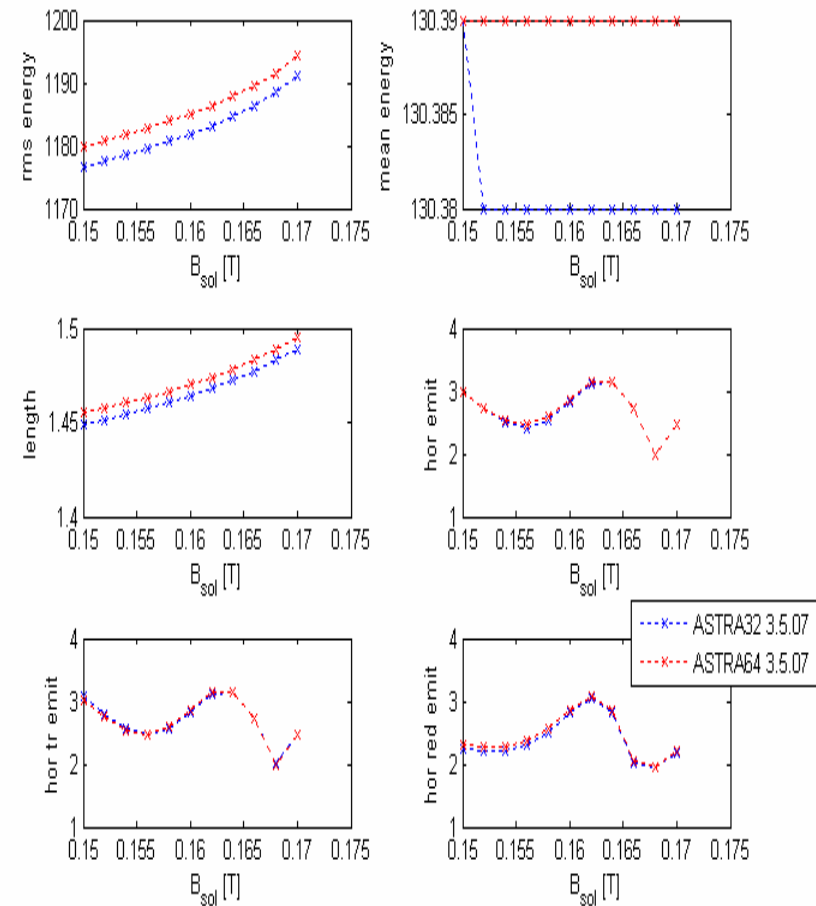 1200
1190
1180
1170
rms energy
0.15 0.155 0.16 0.165 0.17 0.175
B_sol [T]
130.39
130.385
130.38
mean energy
0.15 0.155 0.16 0.165 0.17 0.175
B_sol [T]
1.5
1.45
1.4
length
0.15 0.155 0.16 0.165 0.17 0.175
B_sol [T]
4
3
2
1
hor emit
0.15 0.155 0.16 0.165 0.17 0.175
B_sol [T]
4
3
2
1
hor tr emit
0.15 0.155 0.16 0.165 0.17 0.175
B_sol [T]
4
3
2
1
hor red emit
0.15 0.155 0.16 0.165 0.17 0.175
B_sol [T]
ASTRA32 3.5.07
ASTRA64 3.5.07